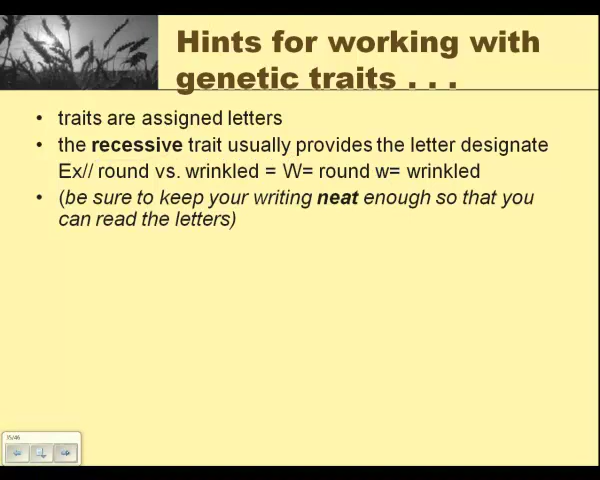 Hints for working with
genetic traits . . .
• traits are assigned letters
• the recessive trait usually provides the letter designate
Ex// round vs. wrinkled = W= round w= wrinkled
• (be sure to keep your writing neat enough so that you
can read the letters)
15/46